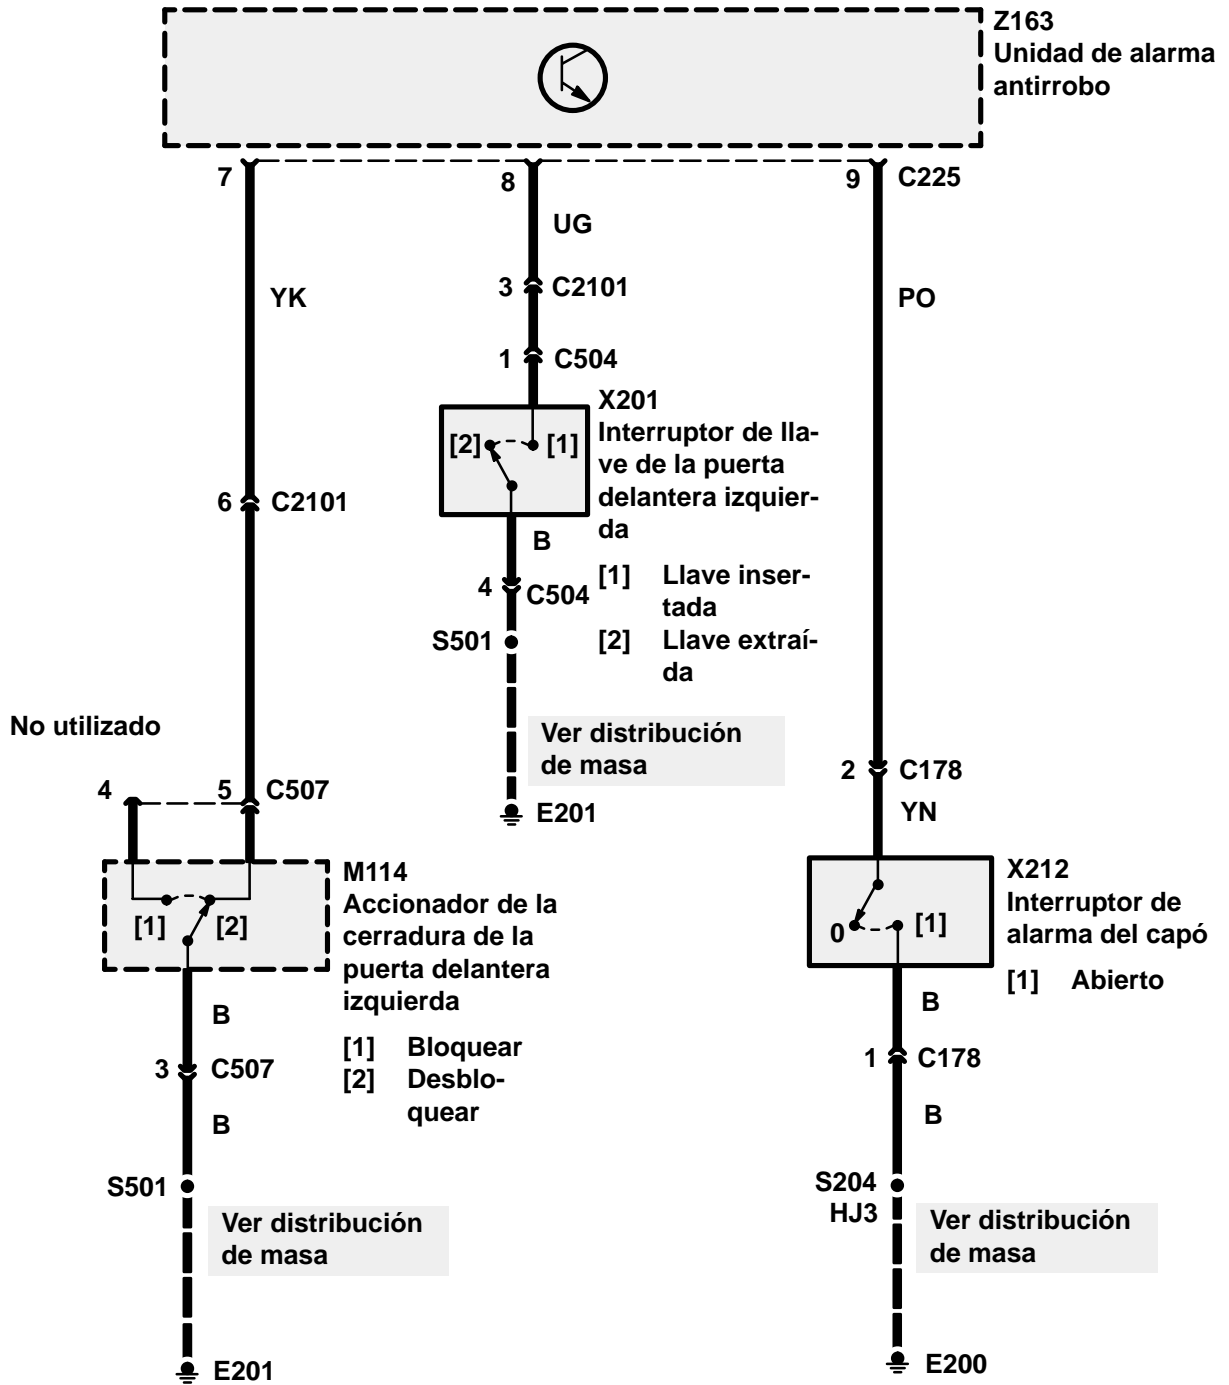 Z163
Unidad de alarma
antirrobo
7
8
9
C225
UG
3
C2101
YK
PO
1
C504
X201
Interruptor de lla-
ve de la puerta
delantera izquier-
da
[2]
[1]
6
C2101
B
[1] Llave inser-
tada
[2] Llave extraí-
da
4
C504
S501
No utilizado
Ver distribución
de masa
4
5
C507
2
C178
E201
YN
M114
Accionador de la
cerradura de la
puerta delantera
izquierda
[1] Bloquear
[2] Desblo-
quear
[1]
[2]
X212
Interruptor de
alarma del capó
[1] Abierto
0
[1]
B
B
3
C507
1
C178
B
B
S501
S204
HJ3
Ver distribución
de masa
Ver distribución
de masa
E201
E200